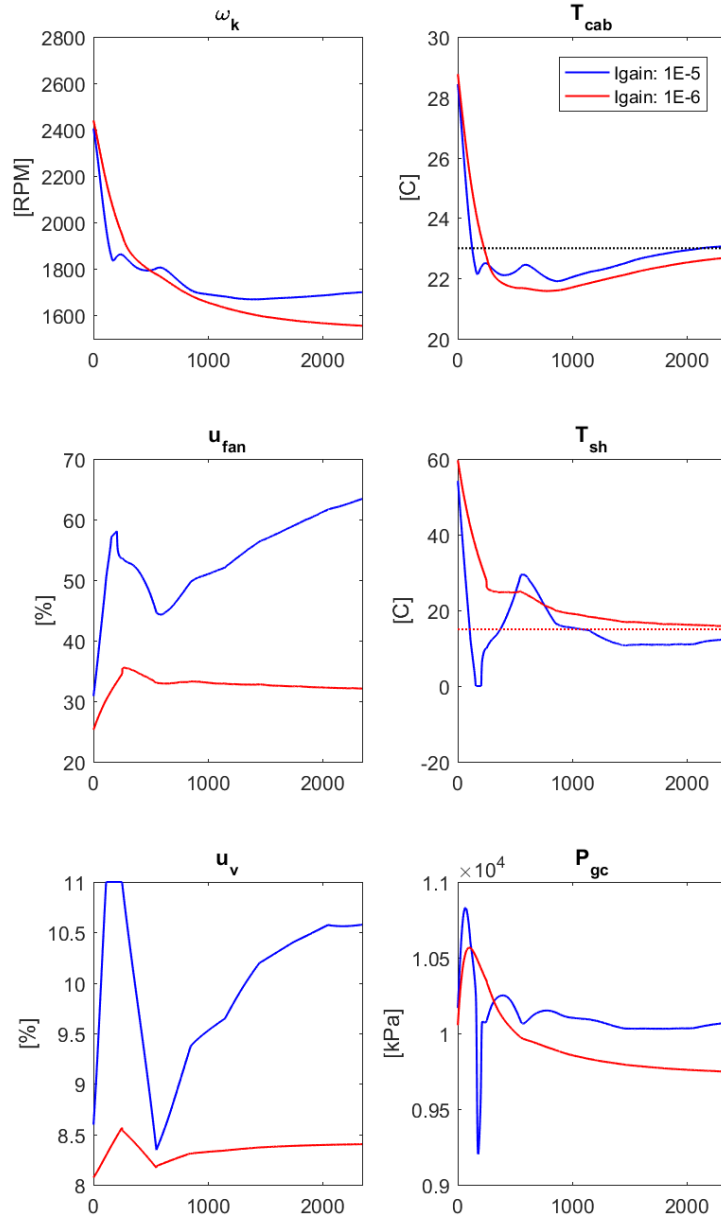 ω_k
T_cab
[RPM]
2800
2600
2400
2200
2000
1800
1600
0 1000 2000
[C]
30
28
26
24
22
20
0 1000 2000
Igain: 1E-5
Igain: 1E-6
u_fan
T_sh
[%]
70
60
50
40
30
20
0 1000 2000
[C]
60
40
20
0
-20
0 1000 2000
u_v
P_gc
[%]
11
10.5
10
9.5
9
8.5
8
0 1000 2000
×10^4
[kPa]
1.1
1.05
1
0.95
0.9
0 1000 2000